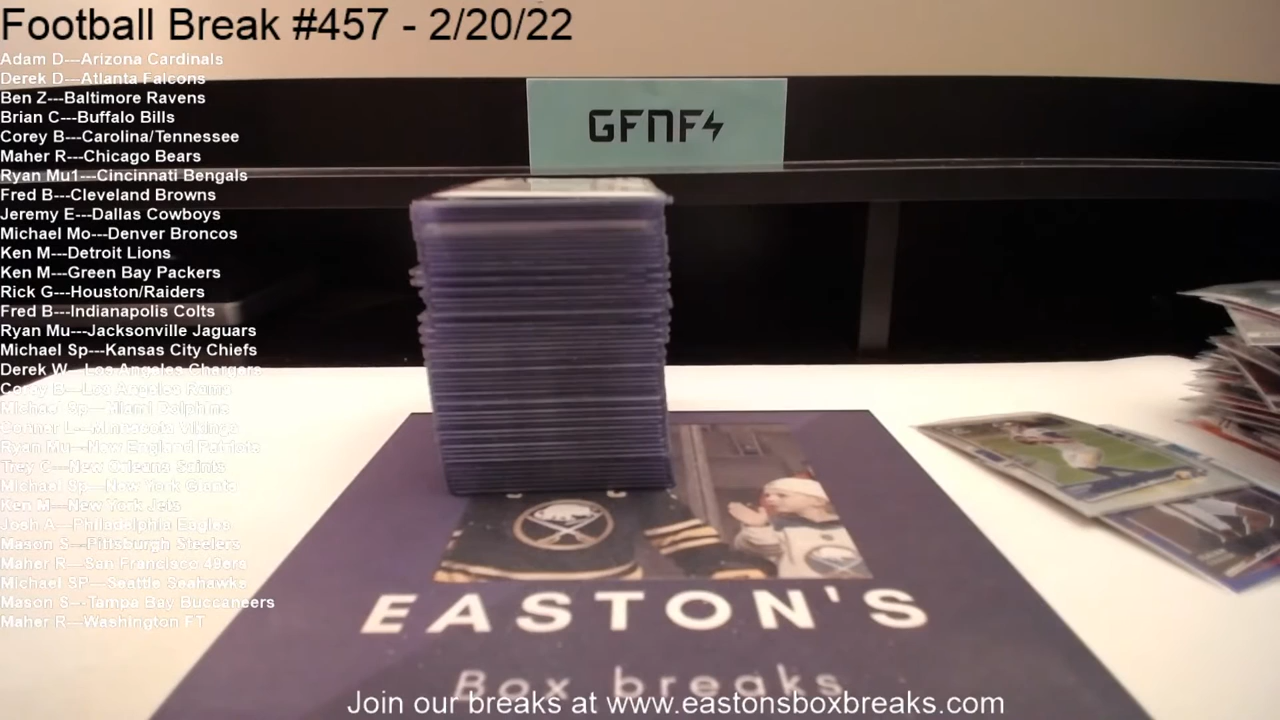 Football Break #457 - 2/20/22
Adam D---Arizona Cardinals
Derek D---Atlanta Falcons
Ben Z---Baltimore Ravens
Brian C---Buffalo Bills
Corey B---Carolina/Tennessee
Maher R---Chicago Bears
Ryan Mu1---Cincinnati Bengals
Fred B---Cleveland Browns
Jeremy E---Dallas Cowboys
Michael Mo---Denver Broncos
Ken M---Detroit Lions
Ken M---Green Bay Packers
Rick G---Houston/Raiders
Fred B---Indianapolis Colts
Ryan Mu---Jacksonville Jaguars
Michael Sp---Kansas City Chiefs
Derek W---Los Angeles Chargers
Corey B---Los Angeles Rams
Michael Sp---Miami Dolphins
Connor L---Minnesota Vikings
Ryan Mu---New England Patriots
Trey C---New Orleans Saints
Michael Sp---New York Giants
Ken M---New York Jets
Josh A---Philadelphia Eagles
Mason S---Pittsburgh Steelers
Maher R---San Francisco 49ers
Michael SP---Seattle Seahawks
Mason S---Tampa Bay Buccaneers
Maher R---Washington FT
GFNF
EASTON'S
Box breaks
Join our breaks at www.eastonsboxbreaks.com